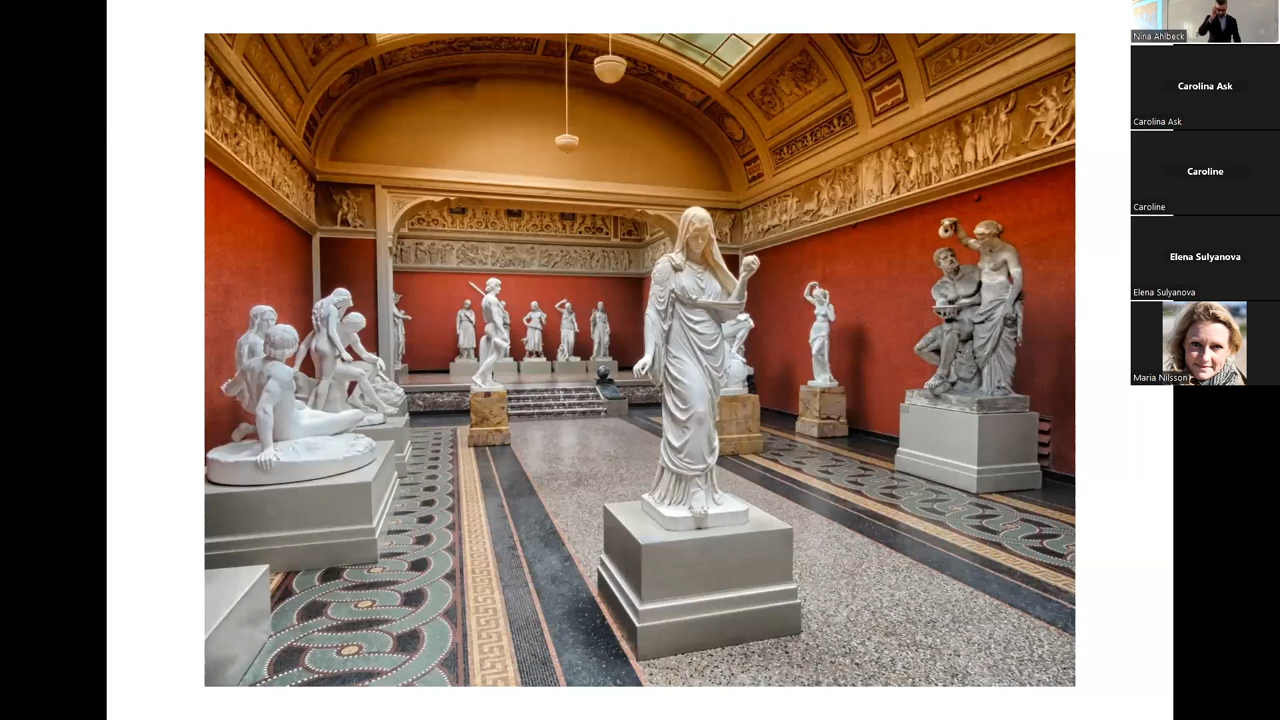 Nina Ahlbeck
Carolina Ask
Carolina Ask
Caroline
Caroline
Elena Sulyanova
Elena Sulyanova
Maria Nilsson